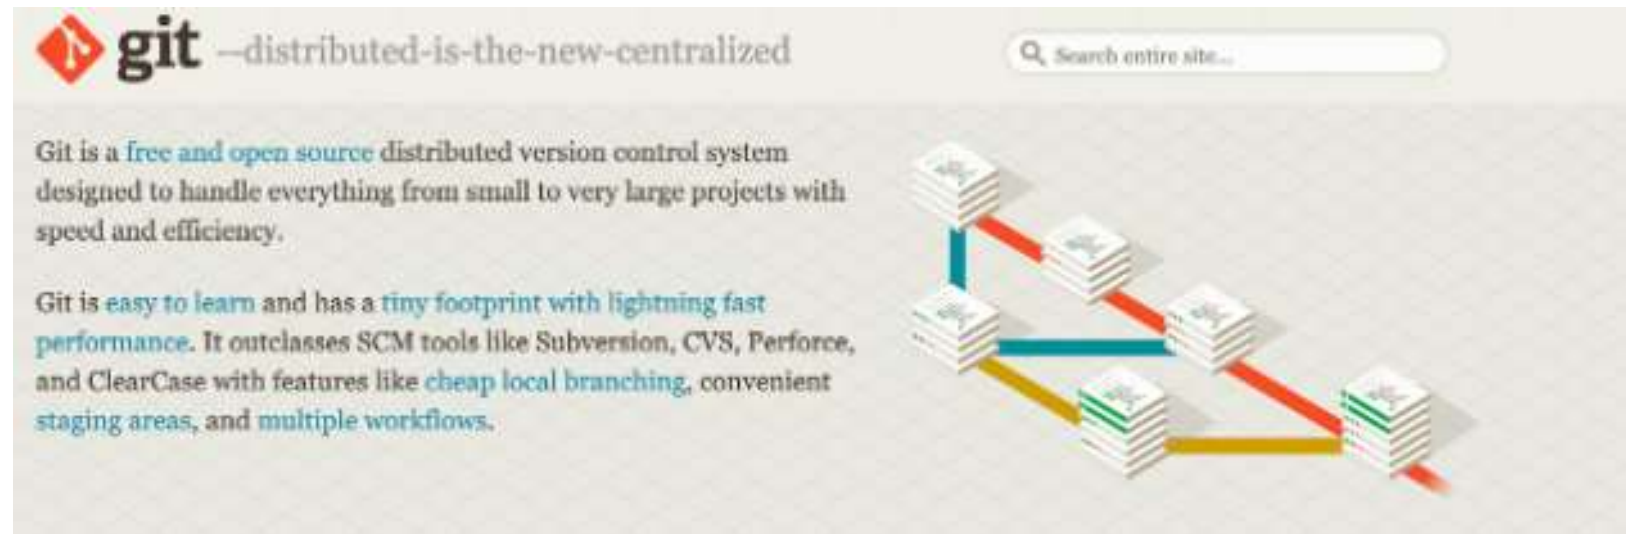 git --distributed-is-the-new-centralized
Search entire site...
Git is a free and open source distributed version control system
designed to handle everything from small to very large projects with
speed and efficiency.
Git is easy to learn and has a tiny footprint with lightning fast
performance. It outclasses SCM tools like Subversion, CVS, Perforce,
and ClearCase with features like cheap local branching, convenient
staging areas, and multiple workflows.